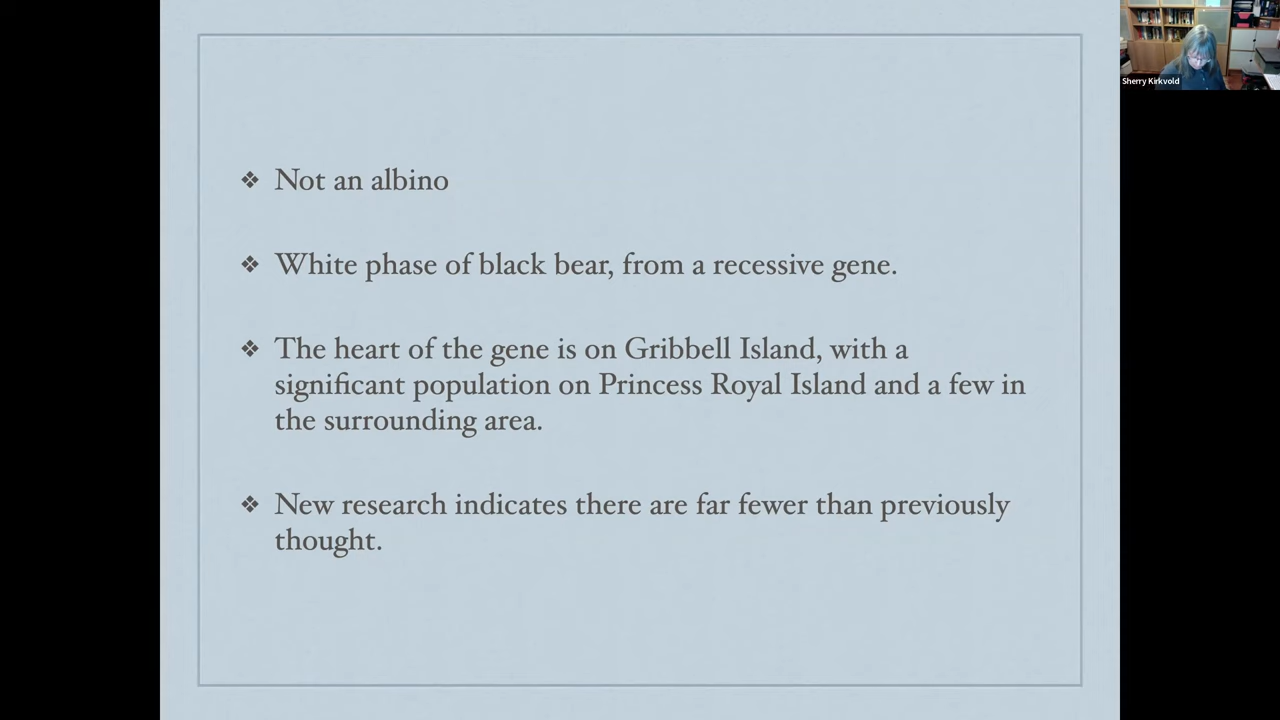 ❖ Not an albino
❖ White phase of black bear, from a recessive gene.
❖ The heart of the gene is on Gribbell Island, with a
significant population on Princess Royal Island and a few in
the surrounding area.
❖ New research indicates there are far fewer than previously
thought.
Sherry Kirkvold